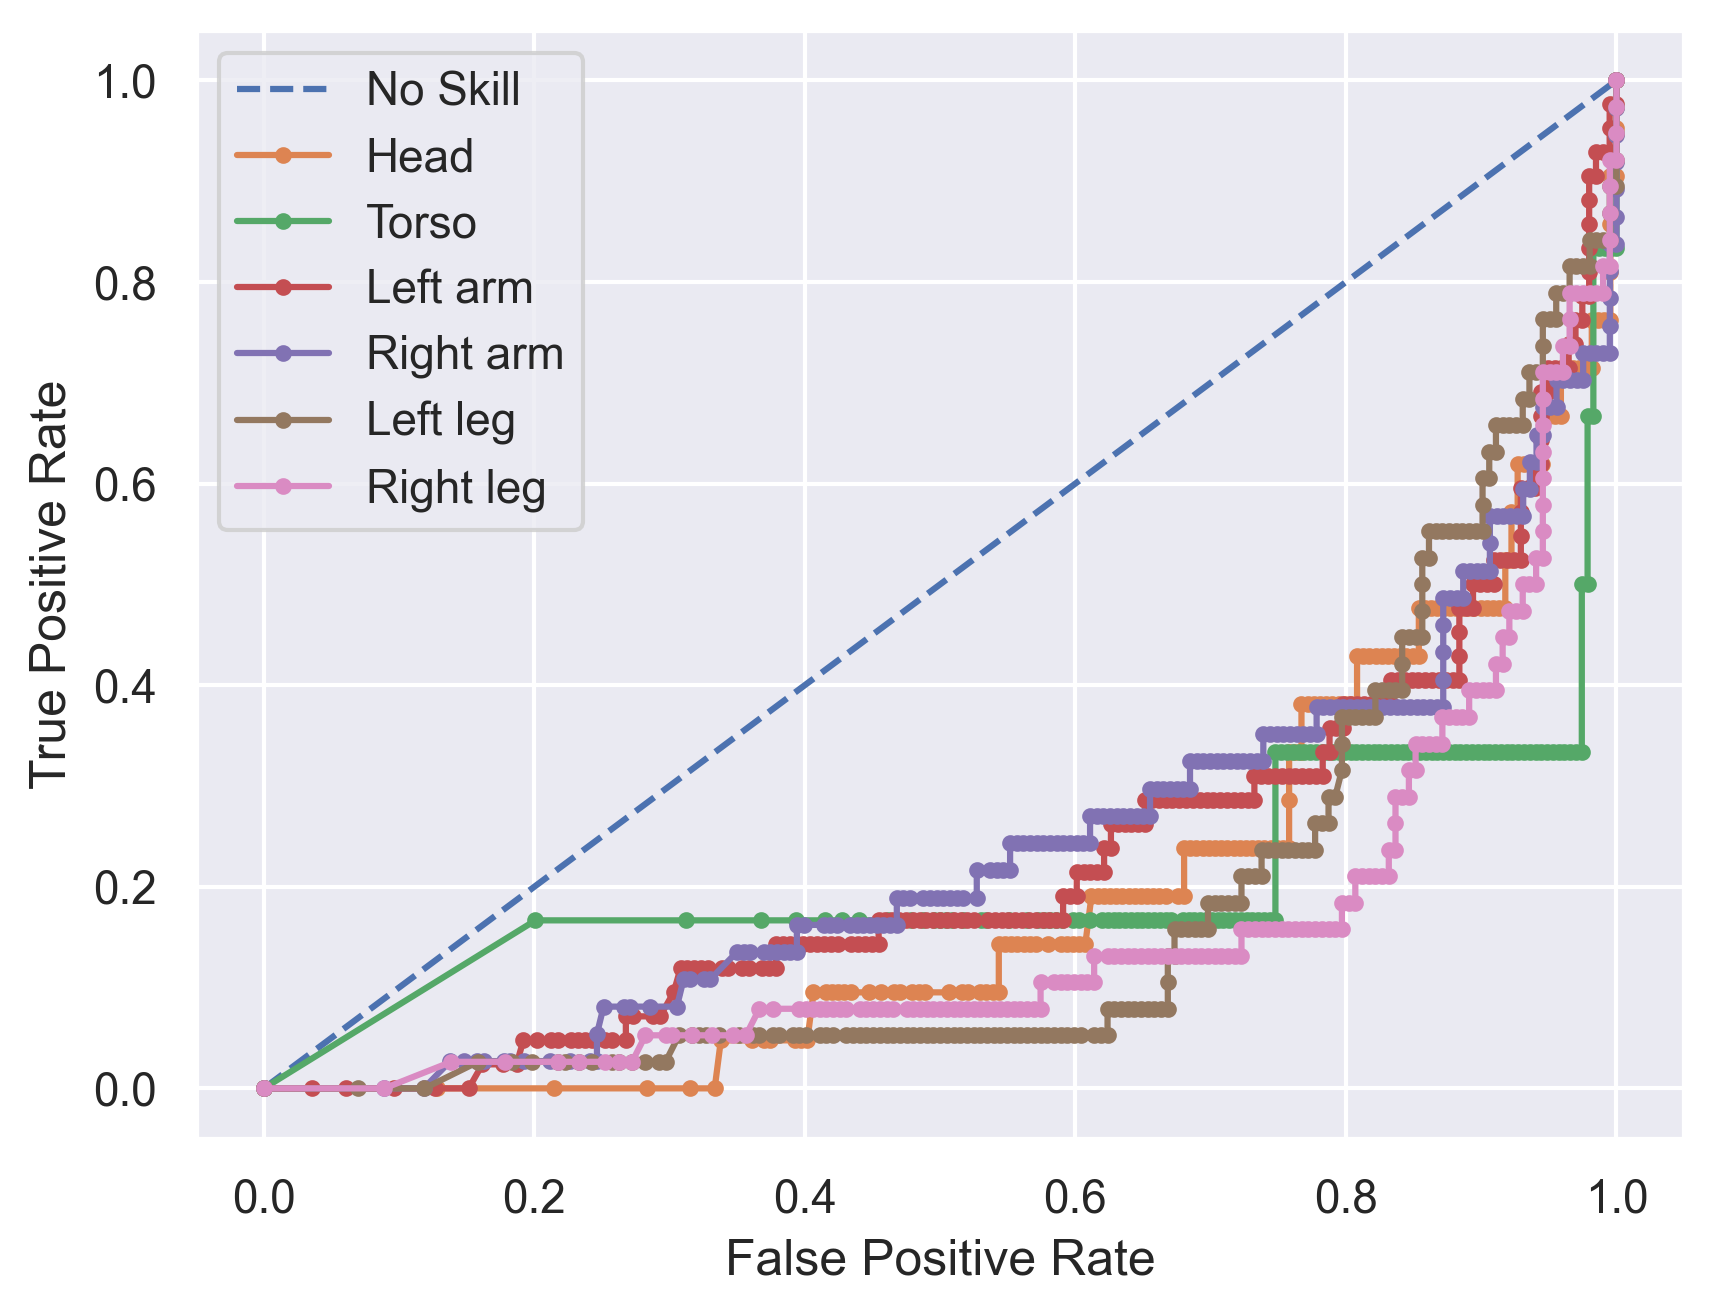 No Skill
Head
Torso
Left arm
Right arm
Left leg
Right leg
True Positive Rate
1.0
0.8
0.6
0.4
0.2
0.0
0.0 0.2 0.4 0.6 0.8 1.0
False Positive Rate